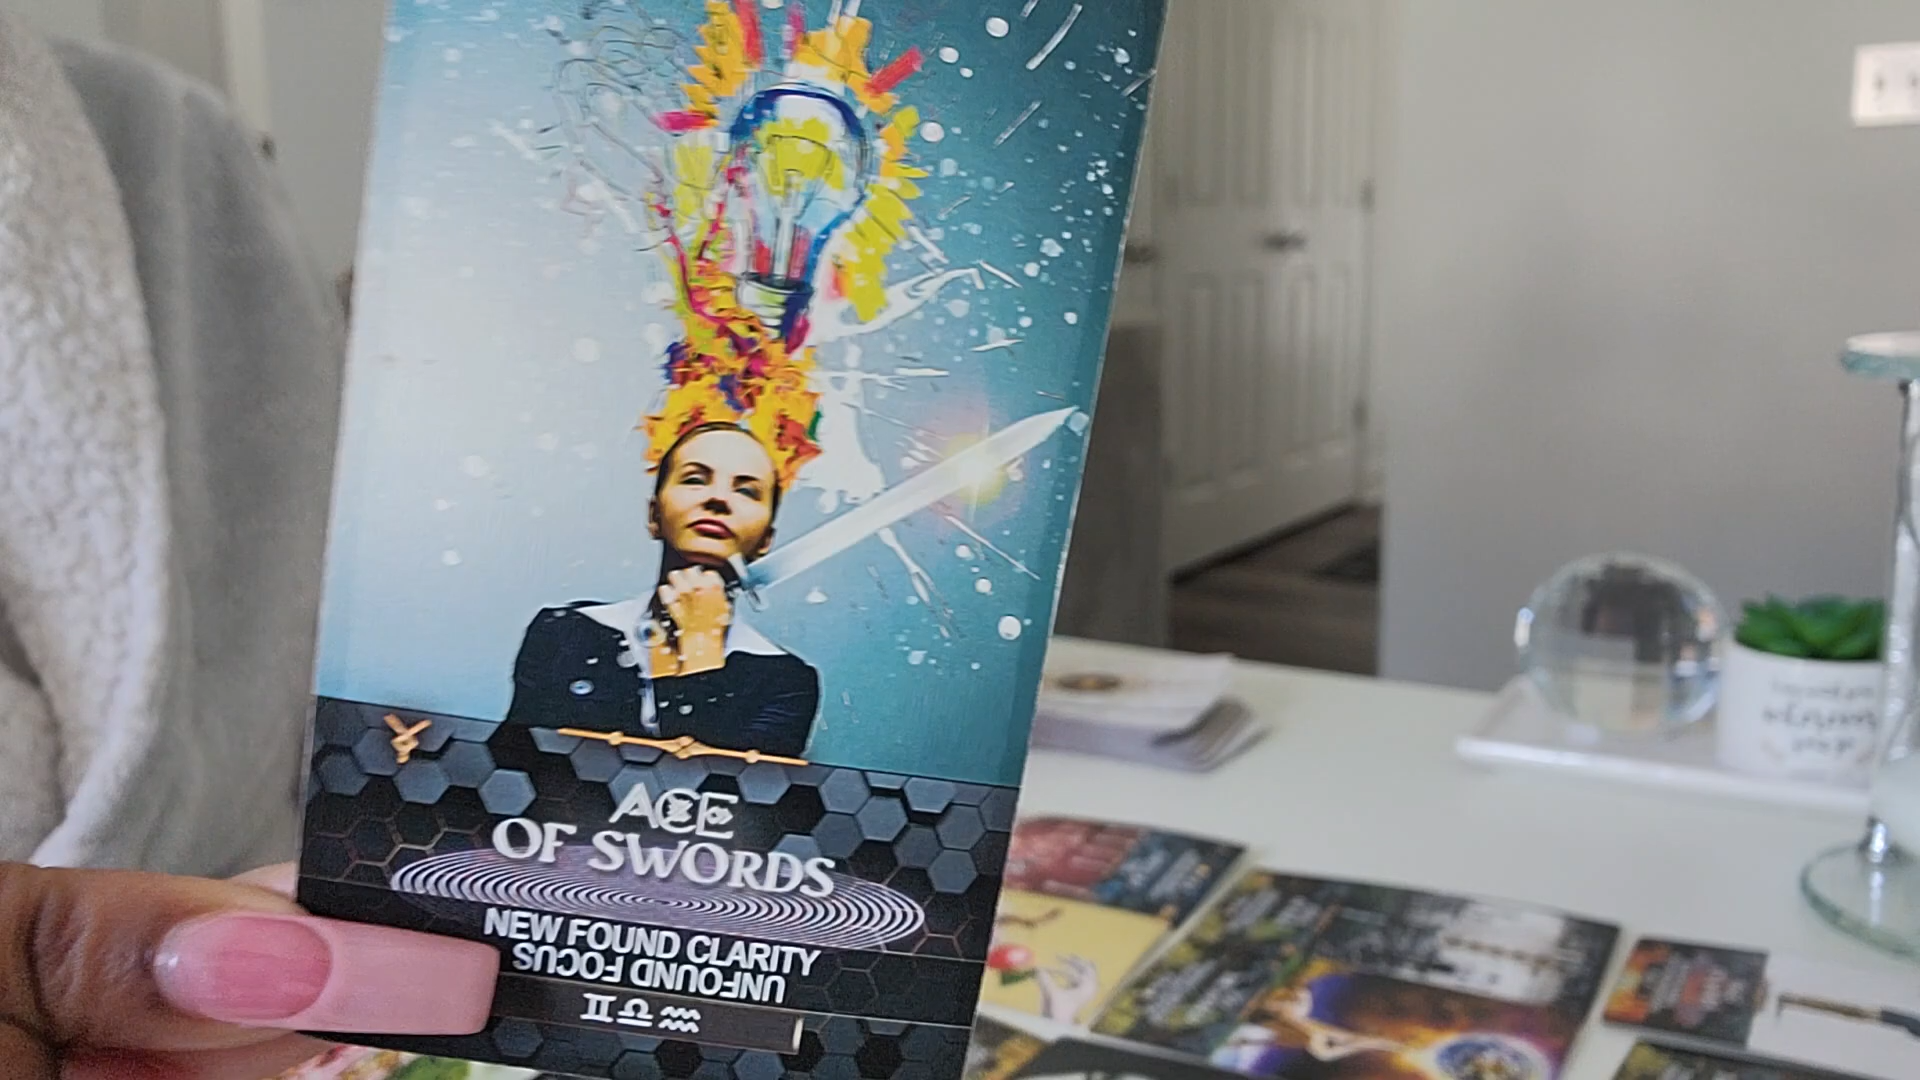 ACE
OF SWORDS
NEW FOUND CLARITY
UNFOUND FOCUS
♊︎ ♎︎ ♒︎